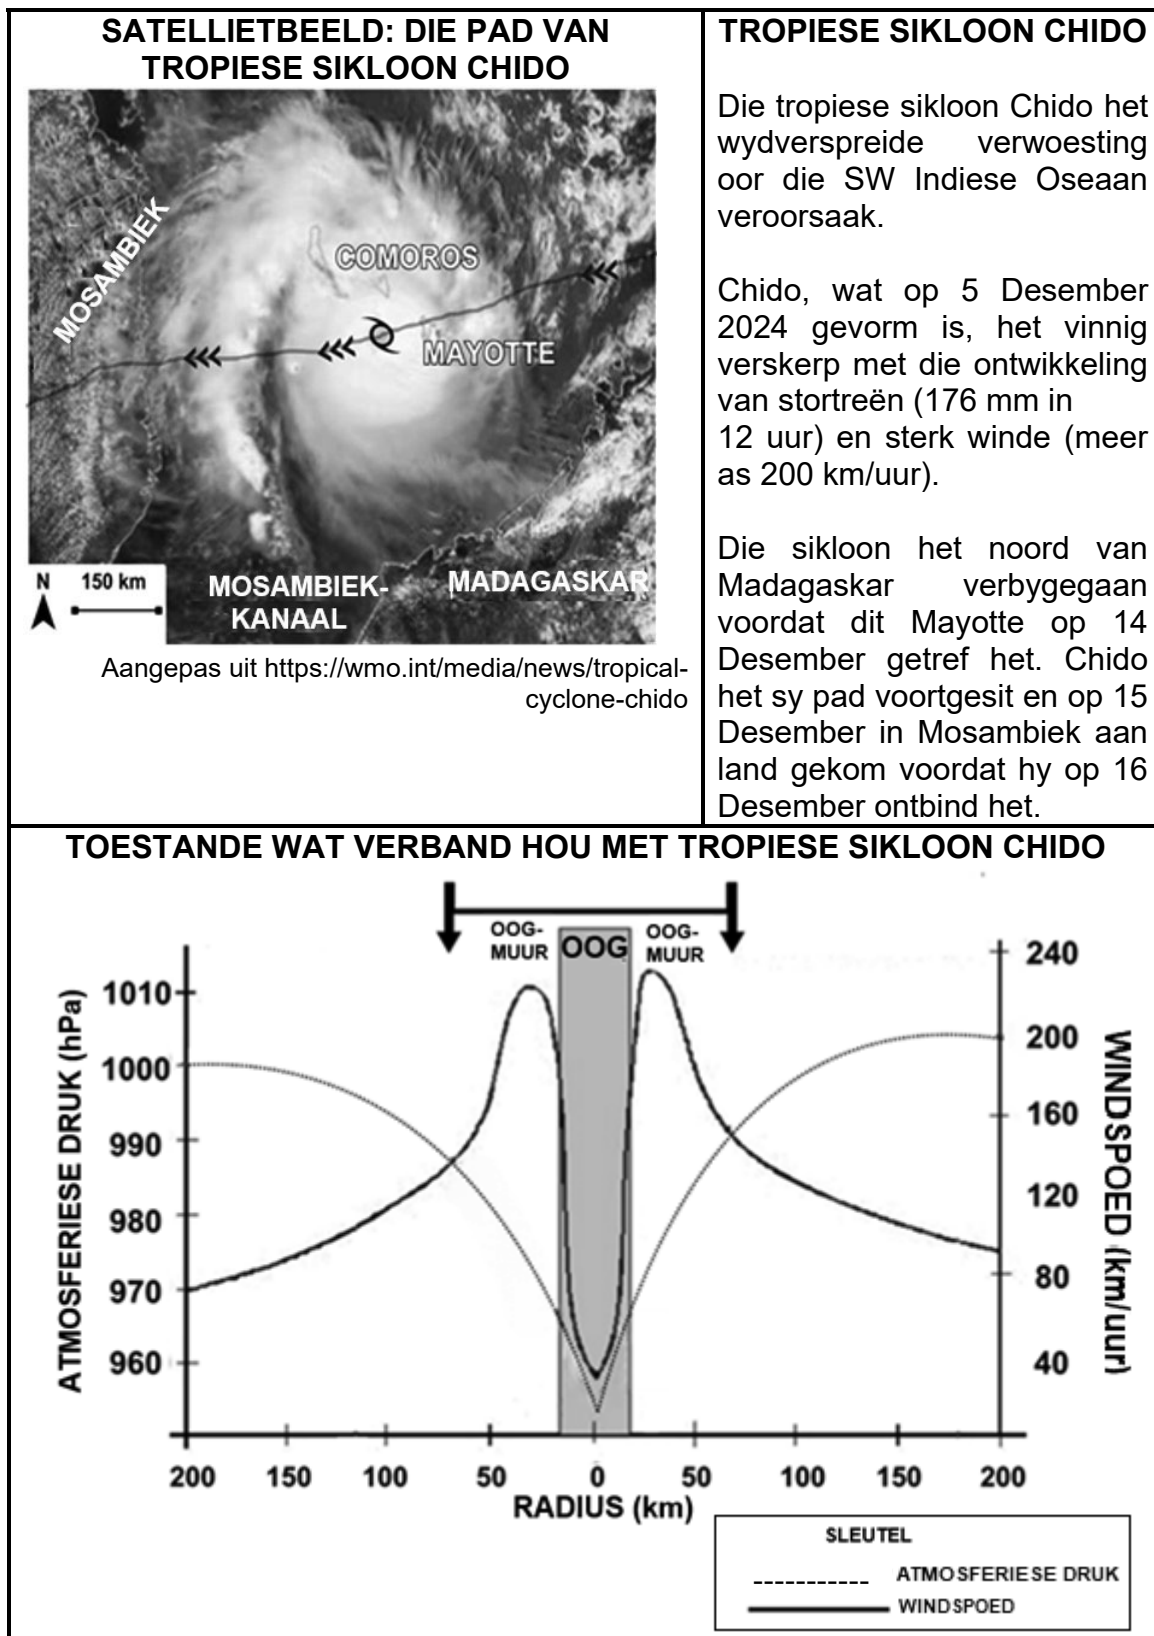 SATELLIETBEELD: DIE PAD VAN
TROPIESE SIKLOON CHIDO
MOSAMBIEK
COMOROS
MAYOTTE
N
150 km
MOSAMBIEK-
KANAAL
MADAGASKAR
Aangepas uit https://wmo.int/media/news/tropical-
cyclone-chido
TROPIESE SIKLOON CHIDO
Die tropiese sikloon Chido het
wydverspreide verwoesting
oor die SW Indiese Oseaan
veroorsaak.
Chido, wat op 5 Desember
2024 gevorm is, het vinnig
verskerp met die ontwikkeling
van stortreën (176 mm in
12 uur) en sterk winde (meer
as 200 km/uur).
Die sikloon het noord van
Madagaskar verbygegaan
voordat dit Mayotte op 14
Desember getref het. Chido
het sy pad voortgesit en op 15
Desember in Mosambiek aan
land gekom voordat hy op 16
Desember ontbind het.
TOESTANDE WAT VERBAND HOU MET TROPIESE SIKLOON CHIDO
OOG-
MUUR
OOG
OOG-
MUUR
ATMOSFERIESE DRUK (hPa)
1010
1000
990
980
970
960
240
200
160
120
80
40
WINDSPOED (km/uur)
200 150 100 50 0 50 100 150 200
RADIUS (km)
SLEUTEL
ATMOSFERIESE DRUK
WINDSPOED